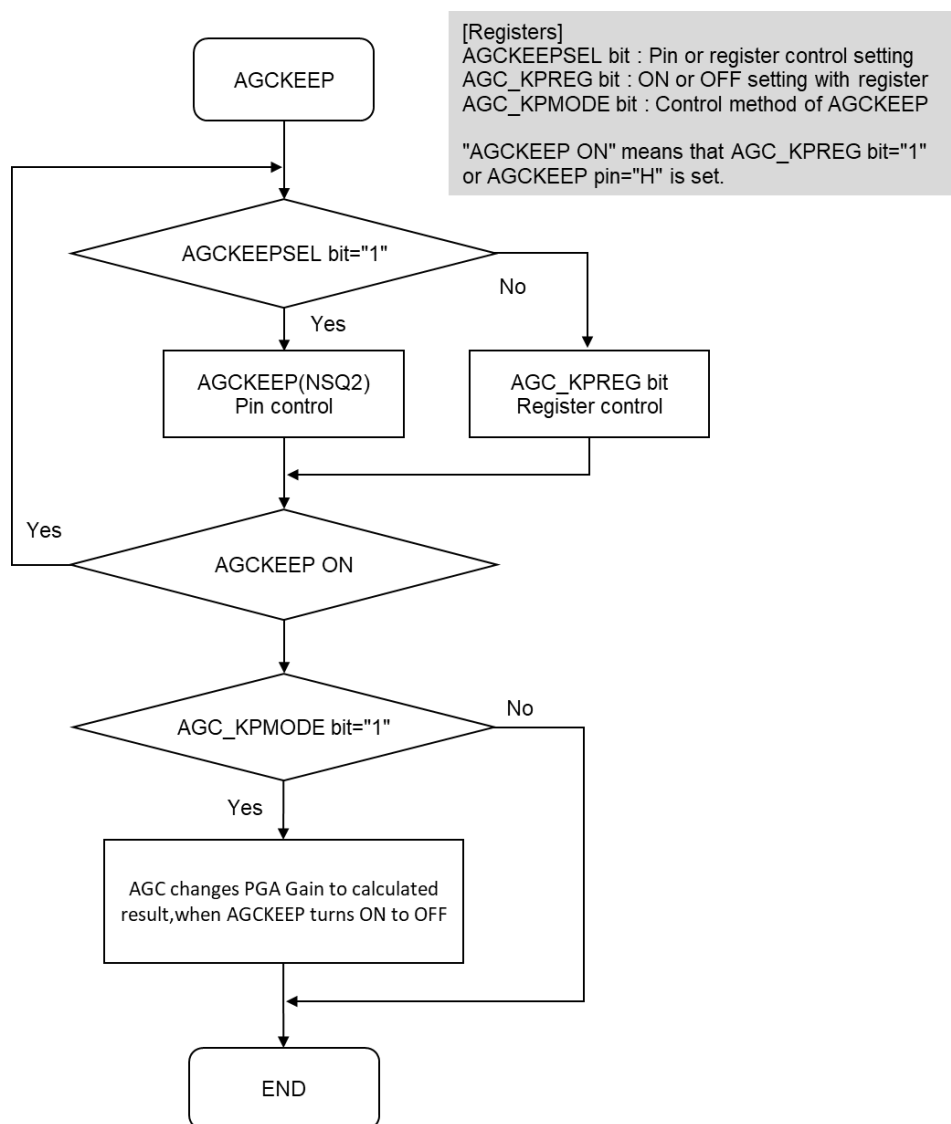 AGCKEEP
[Registers]
AGCKEEPSEL bit : Pin or register control setting
AGC_KPREG bit : ON or OFF setting with register
AGC_KPMODE bit : Control method of AGCKEEP
"AGCKEEP ON" means that AGC_KPREG bit="1"
or AGCKEEP pin="H" is set.
AGCKEEPSEL bit="1"
No
Yes
AGCKEEP(NSQ2)
Pin control
AGC_KPREG bit
Register control
Yes
AGCKEEP ON
AGC_KPMODE bit="1"
No
Yes
AGC changes PGA Gain to calculated
result,when AGCKEEP turns ON to OFF
END